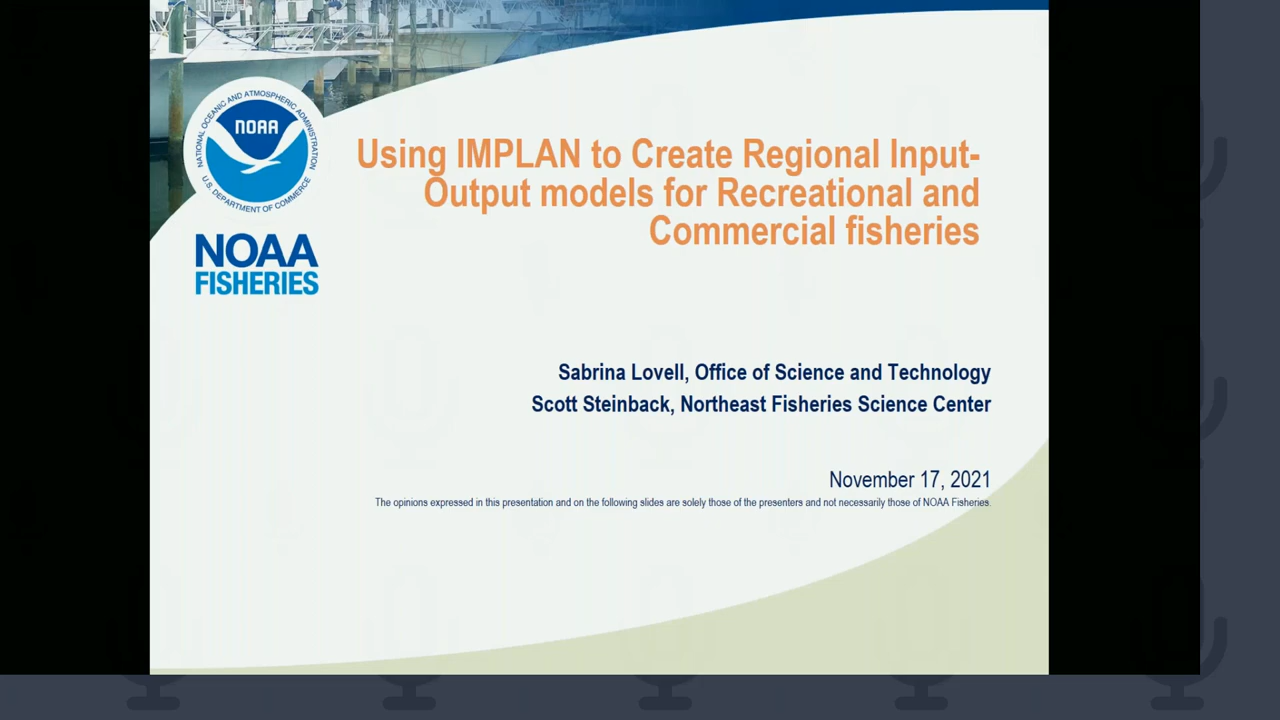 NATIONAL OCEANIC AND ATMOSPHERIC ADMINISTRATION
NOAA
U.S. DEPARTMENT OF COMMERCE
NOAA
FISHERIES
Using IMPLAN to Create Regional Input-
Output models for Recreational and
Commercial fisheries
Sabrina Lovell, Office of Science and Technology
Scott Steinback, Northeast Fisheries Science Center
November 17, 2021
The opinions expressed in this presentation and on the following slides are solely those of the presenters and not necessarily those of NOAA Fisheries.